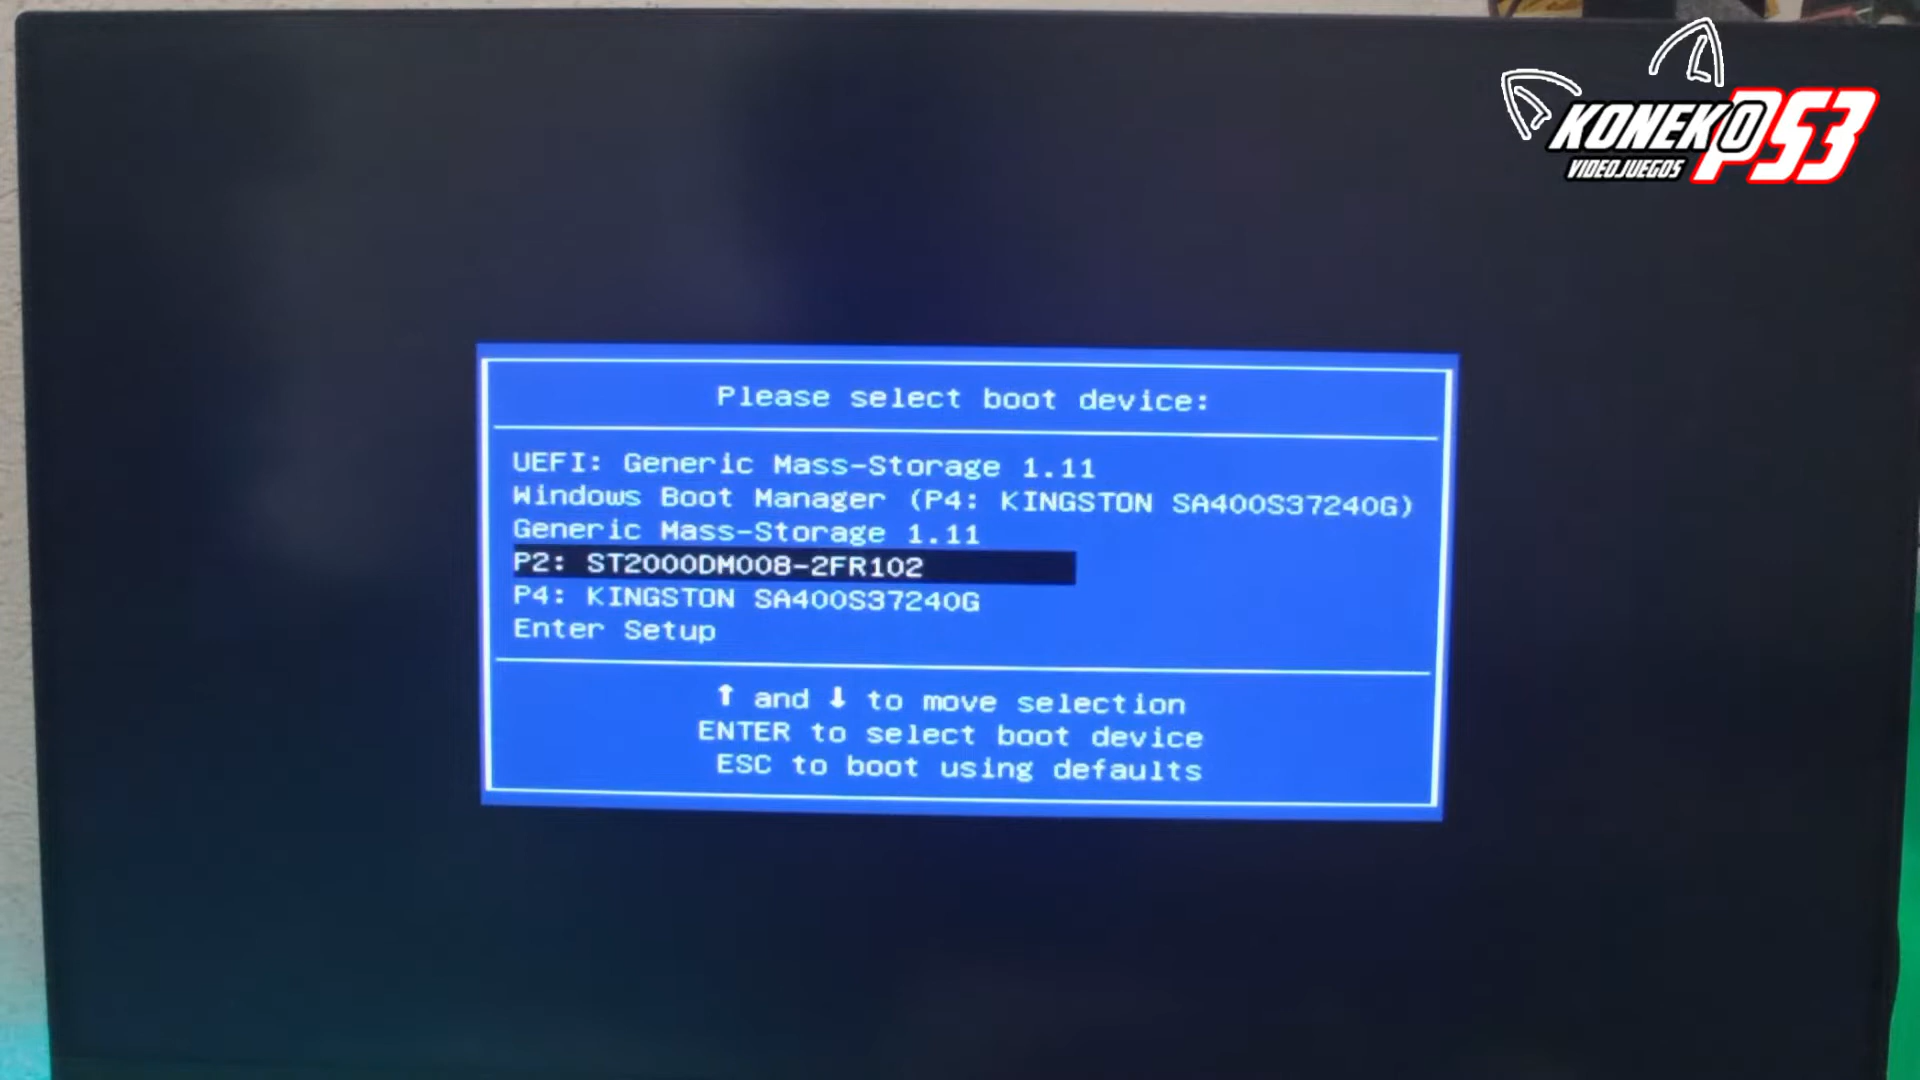 KONEKO PS3
VIDEOJUEGOS
Please select boot device:
UEFI: Generic Mass-Storage 1.11
Windows Boot Manager (P4: KINGSTON SA400S37240G)
Generic Mass-Storage 1.11
P2: ST2000DM008-2FR102
P4: KINGSTON SA400S37240G
Enter Setup
↑ and ↓ to move selection
ENTER to select boot device
ESC to boot using defaults